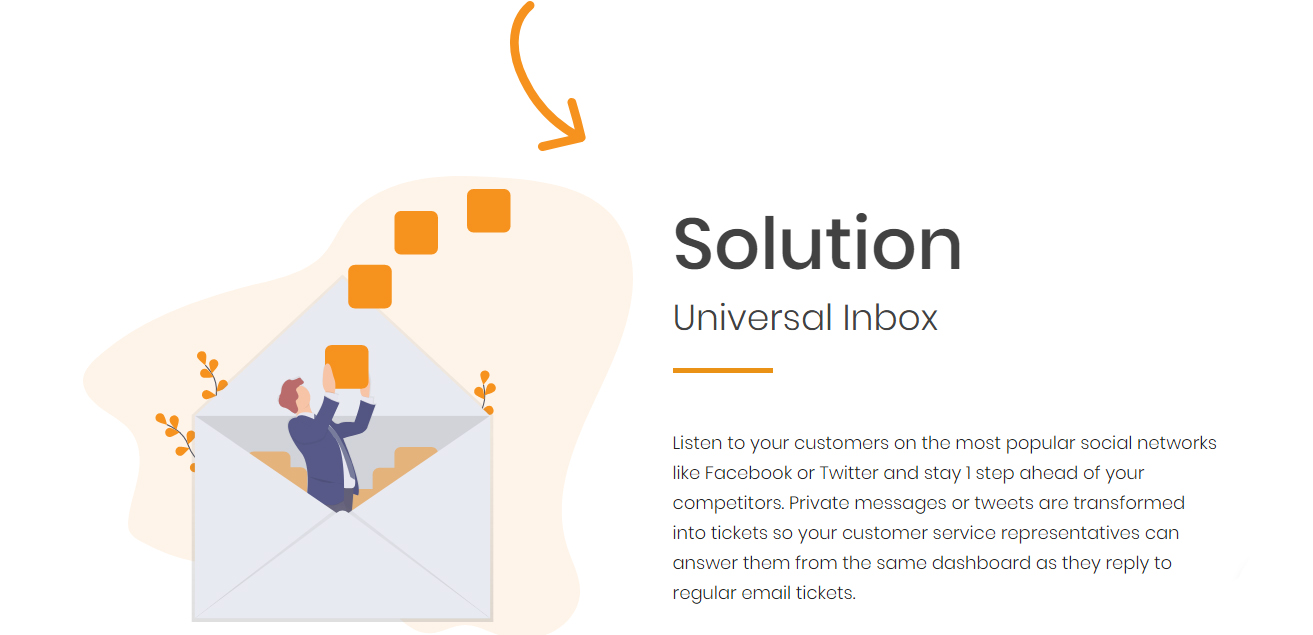 Solution
Universal Inbox
Listen to your customers on the most popular social networks
like Facebook or Twitter and stay 1 step ahead of your
competitors. Private messages or tweets are transformed
into tickets so your customer service representatives can
answer them from the same dashboard as they reply to
regular email tickets.